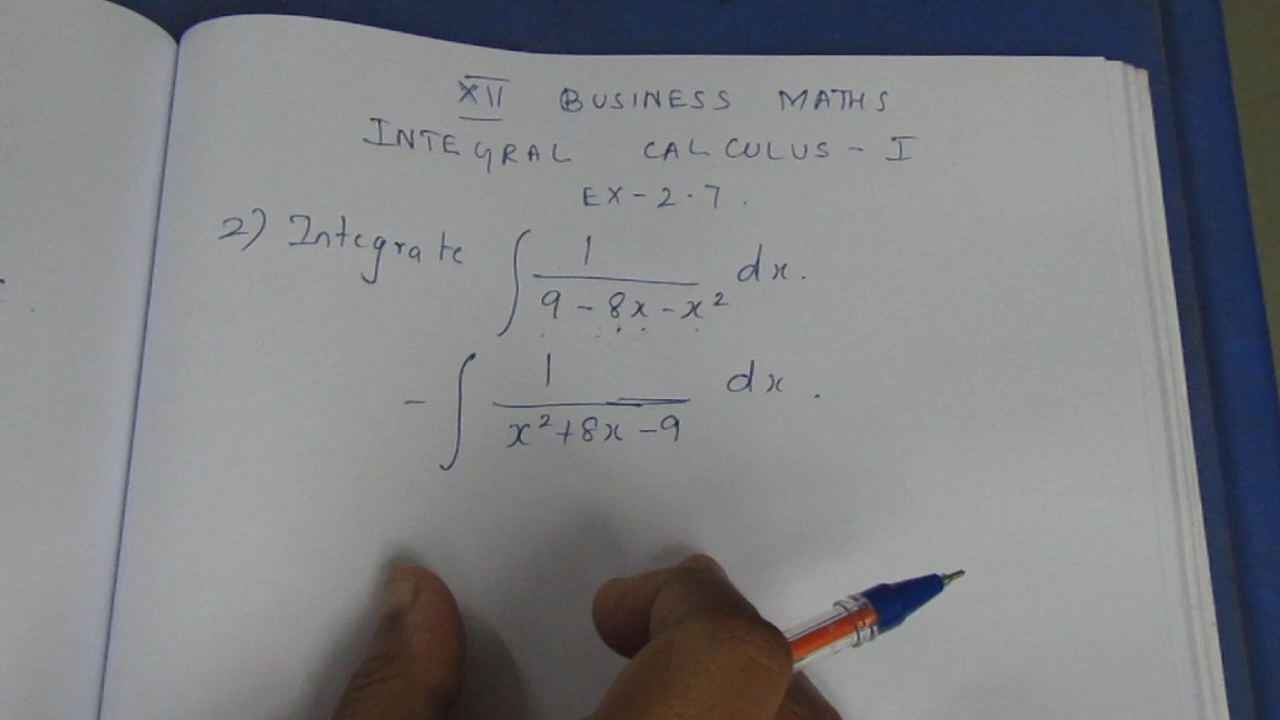 XII BUSINESS MATHS
INTEGRAL CALCULUS - I
EX - 2.7.
2) Integrate ∫ 1/(9 - 8x - x²) dx.
- ∫ 1/(x² + 8x - 9) dx.